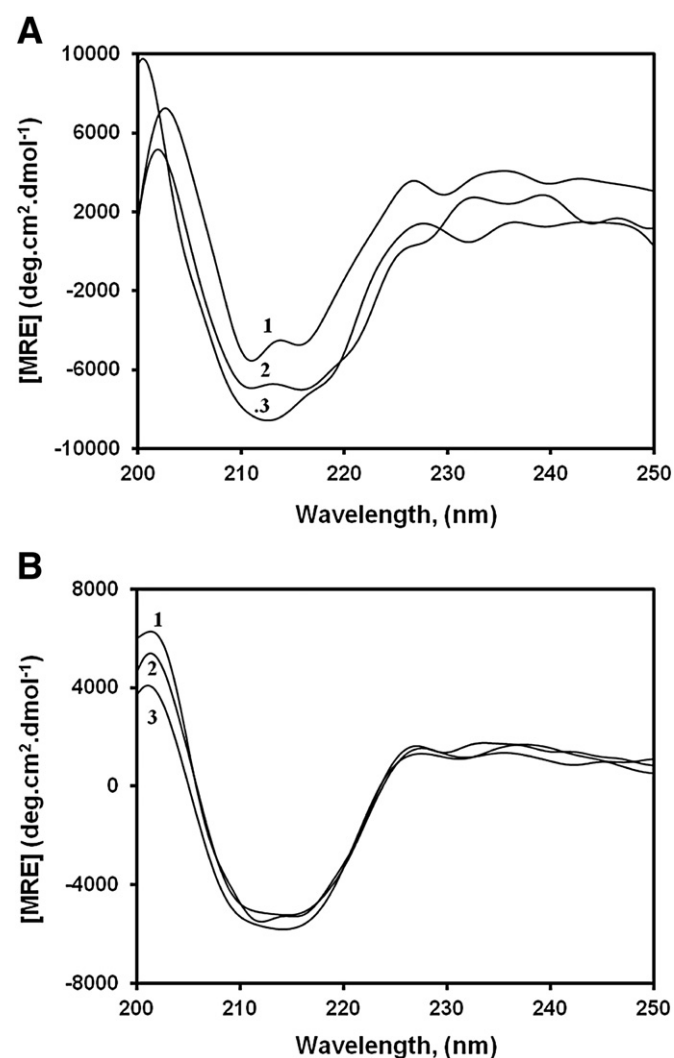 A
10000
6000
2000
-2000
-6000
-10000
[MRE] (deg.cm².dmol⁻¹)
1
2
.3
200 210 220 230 240 250
Wavelength, (nm)
B
8000
4000
0
-4000
-8000
[MRE] (deg.cm².dmol⁻¹)
1
2
3
200 210 220 230 240 250
Wavelength, (nm)